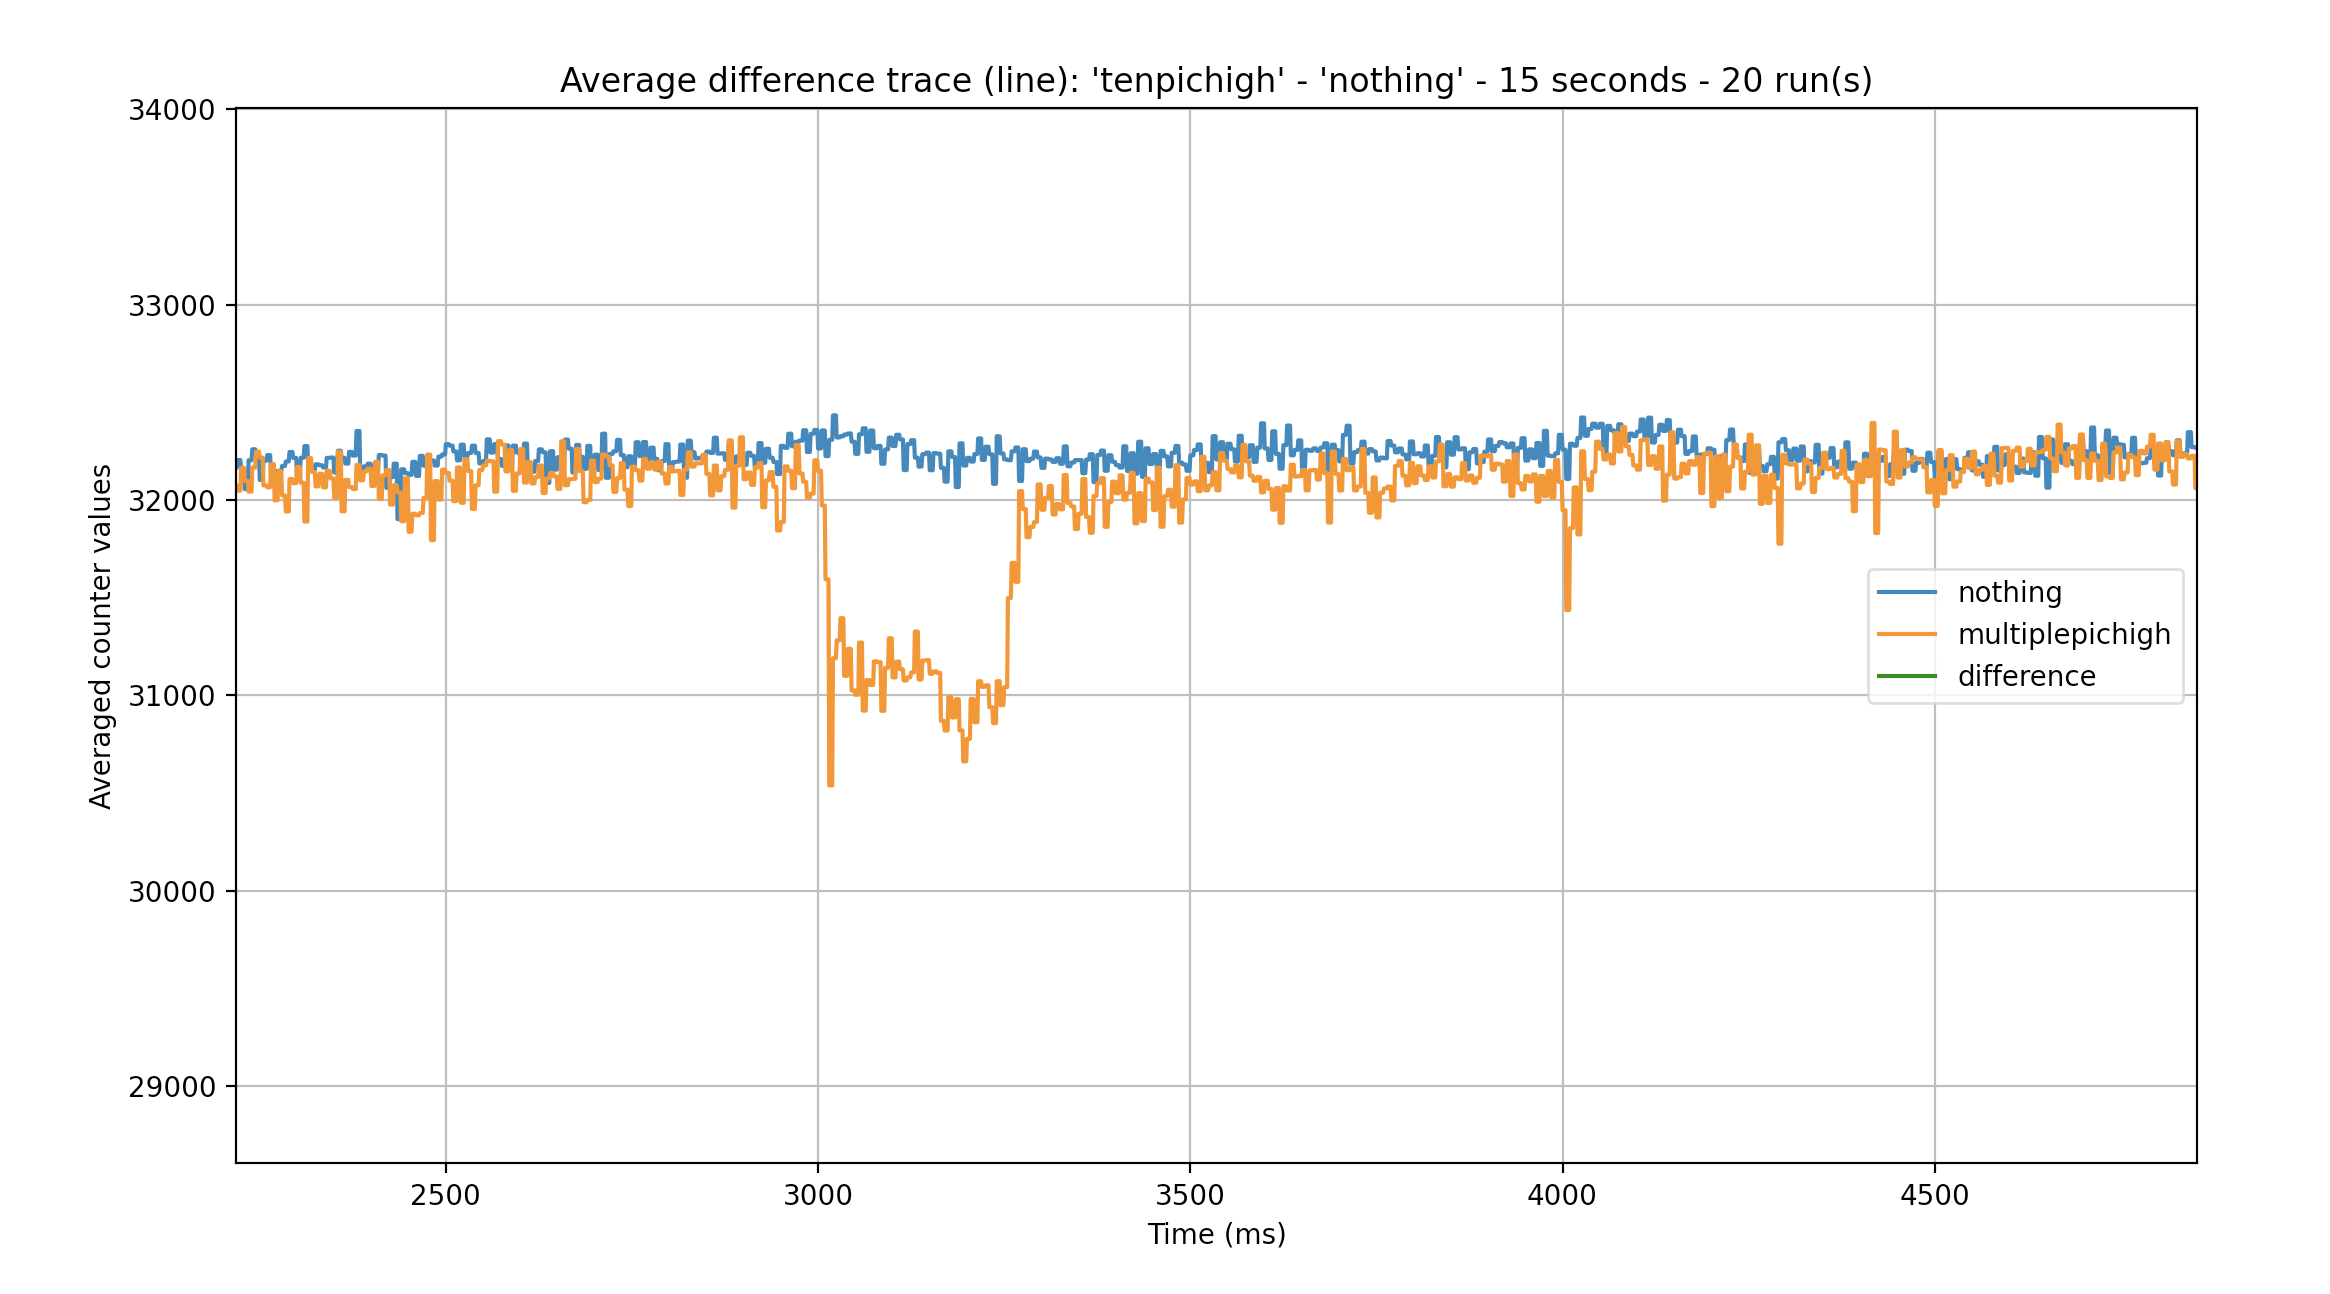 Average difference trace (line): 'tenpichigh' - 'nothing' - 15 seconds - 20 run(s)
34000
33000
32000
31000
30000
29000
Averaged counter values
nothing
multiplepichigh
difference
2500
3000
3500
4000
4500
Time (ms)